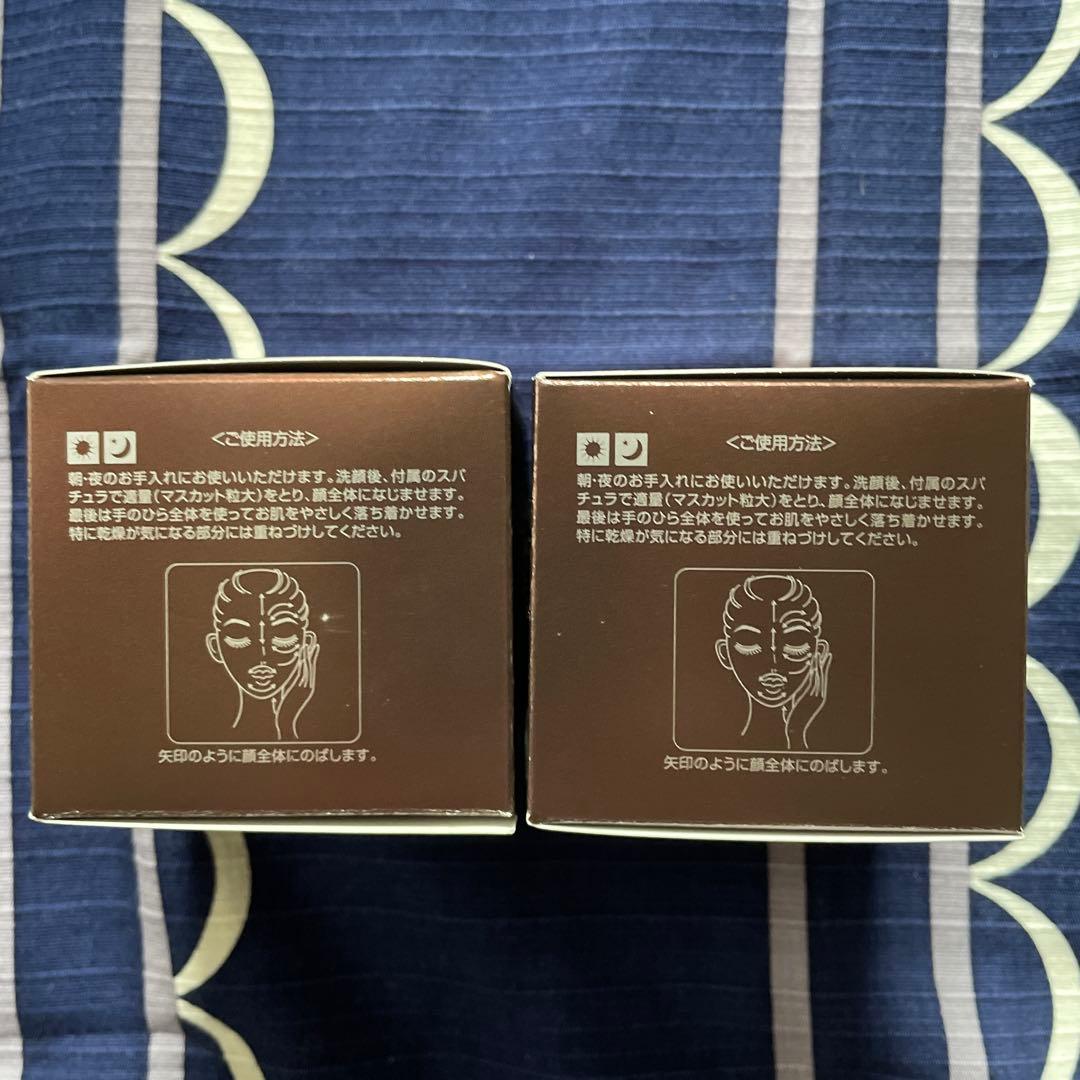 <ご使用方法>
朝・夜のお手入れにお使いいただけます。洗顔後、付属のスパ
チュラで適量(マスカット粒大)をとり、顔全体になじませます。
最後は手のひら全体を使ってお肌をやさしく落ち着かせます。
特に乾燥が気になる部分には重ねづけしてください。
矢印のように顔全体にのばします。
<ご使用方法>
朝・夜のお手入れにお使いいただけます。洗顔後、付属のスパ
チュラで適量(マスカット粒大)をとり、顔全体になじませます。
最後は手のひら全体を使ってお肌をやさしく落ち着かせます。
特に乾燥が気になる部分には重ねづけしてください。
矢印のように顔全体にのばします。